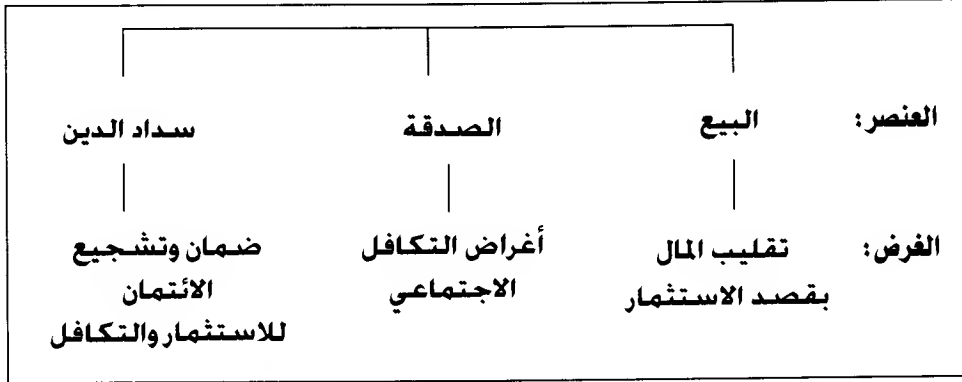 العنصر: البيع الصدقة سداد الدين
الغرض: تقليب المال أغراض التكافل ضمان وتشجيع
بقصد الاستثمار الاجتماعي الائتمان
للاستثمار والتكافل